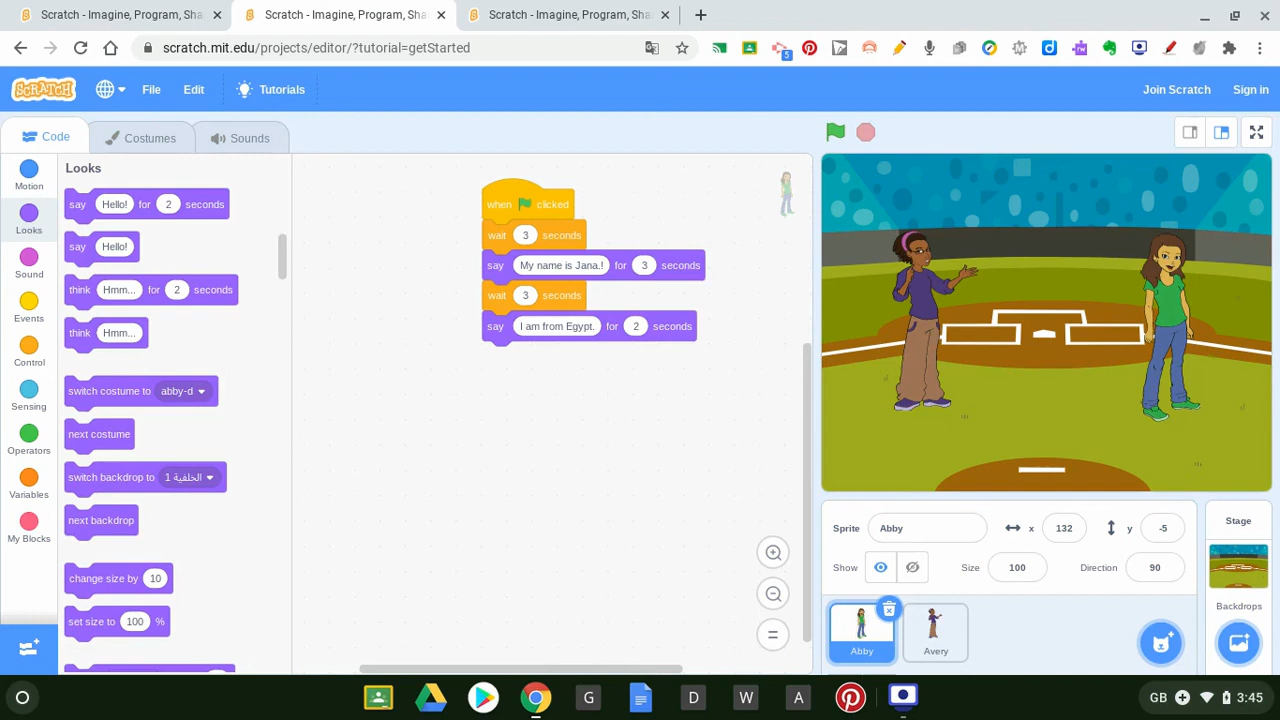 Scratch - Imagine, Program, Sha
Scratch - Imagine, Program, Sha
Scratch - Imagine, Program, Sha
scratch.mit.edu/projects/editor/?tutorial=getStarted
5
SCRATCH
File
Edit
Tutorials
Join Scratch
Sign in
Code
Costumes
Sounds
Motion
Looks
Sound
Events
Control
Sensing
Operators
Variables
My Blocks
Looks
say Hello! for 2 seconds
say Hello!
think Hmm... for 2 seconds
think Hmm...
switch costume to abby-d
next costume
switch backdrop to الخلفية 1
next backdrop
change size by 10
set size to 100 %
when clicked
wait 3 seconds
say My name is Jana.! for 3 seconds
wait 3 seconds
say I am from Egypt. for 2 seconds
Sprite Abby x 132 y -5
Show Size 100 Direction 90
Abby
Avery
Stage
Backdrops
G
D
W
A
GB 3:45